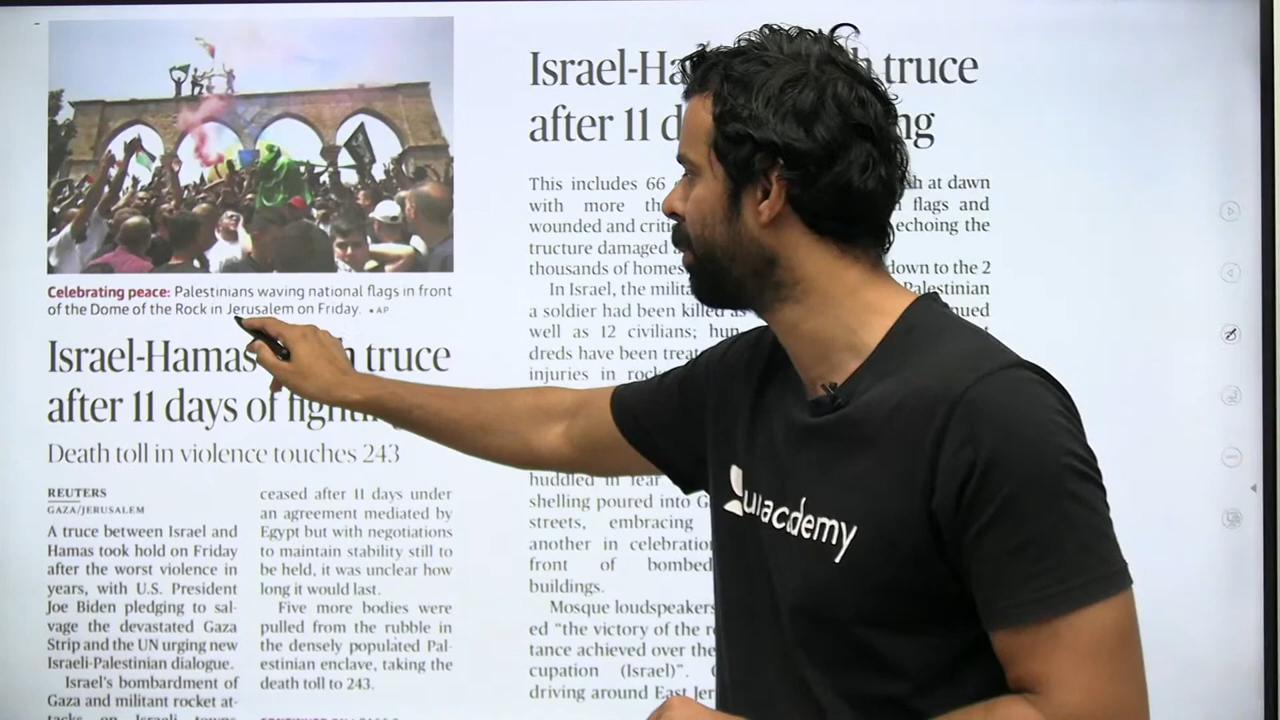 Celebrating peace: Palestinians waving national flags in front
of the Dome of the Rock in Jerusalem on Friday. •AP
Israel-Hamas truce
after 11 days of
Death toll in violence touches 243
REUTERS
GAZA/JERUSALEM
A truce between Israel and
Hamas took hold on Friday
after the worst violence in
years, with U.S. President
Joe Biden pledging to sal-
vage the devastated Gaza
Strip and the UN urging new
Israeli-Palestinian dialogue.
Israel's bombardment of
Gaza and militant rocket at-
tacks on Israeli towns
ceased after 11 days under
an agreement mediated by
Egypt but with negotiations
to maintain stability still to
be held, it was unclear how
long it would last.
Five more bodies were
pulled from the rubble in
the densely populated Pal-
estinian enclave, taking the
death toll to 243.
Israel-Ha truce
after 11 d ng
This includes 66
with more
wounded and
tructure damaged
thousands of homes
In Israel, the
a soldier had been killed as
well as 12 civilians; hun-
dreds have been
injuries in
huddled in fear
shelling poured into
streets, embracing
another in
front of bombed
buildings.
Mosque loudspeakers
ed “the victory of the
tance achieved over the
cupation (Israel)”.
driving around East
at dawn
flags and
echoing the
down to the 2
Palestinian
unacademy